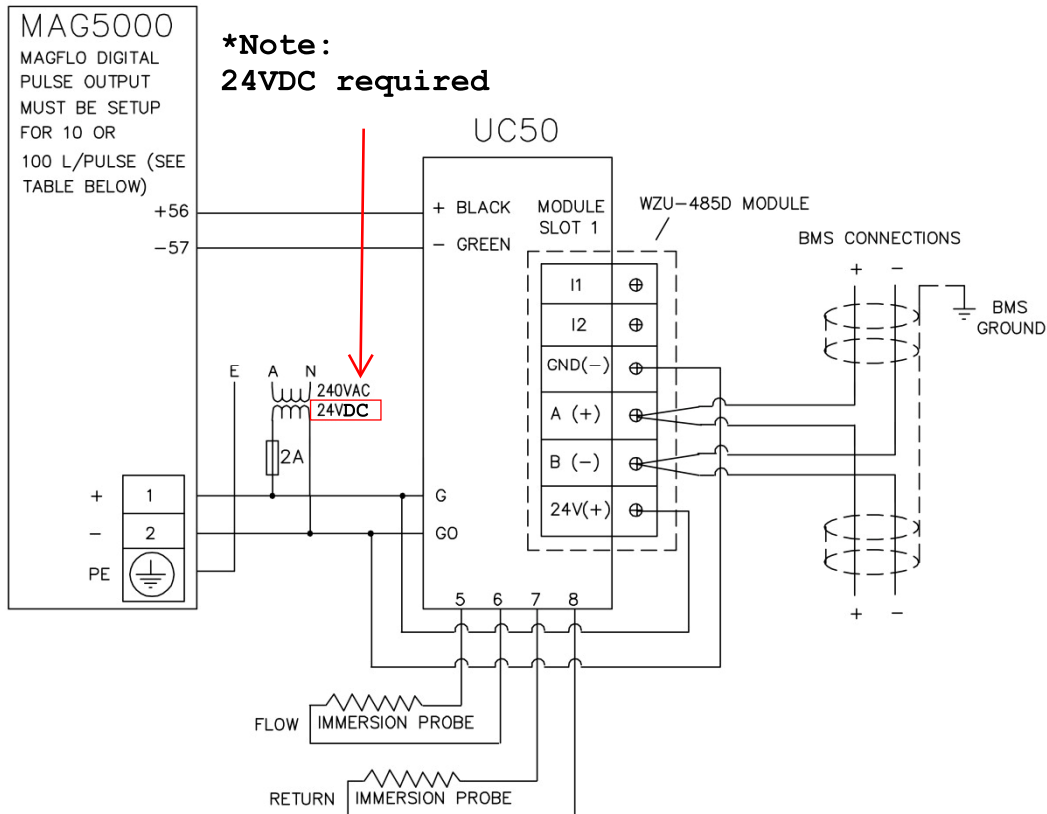 MAG5000
MAGFLO DIGITAL
PULSE OUTPUT
MUST BE SETUP
FOR 10 OR
100 L/PULSE (SEE
TABLE BELOW)
*Note:
24VDC required
UC50
+56
-57
+ BLACK
- GREEN
MODULE
SLOT 1
WZU-485D MODULE
BMS CONNECTIONS
+ -
I1
I2
GND(-)
A (+)
B (-)
24V(+)
BMS
GROUND
E A N
240VAC
24VDC
2A
+ 1
- 2
PE
G
GO
5 6 7 8
+ -
FLOW IMMERSION PROBE
RETURN IMMERSION PROBE